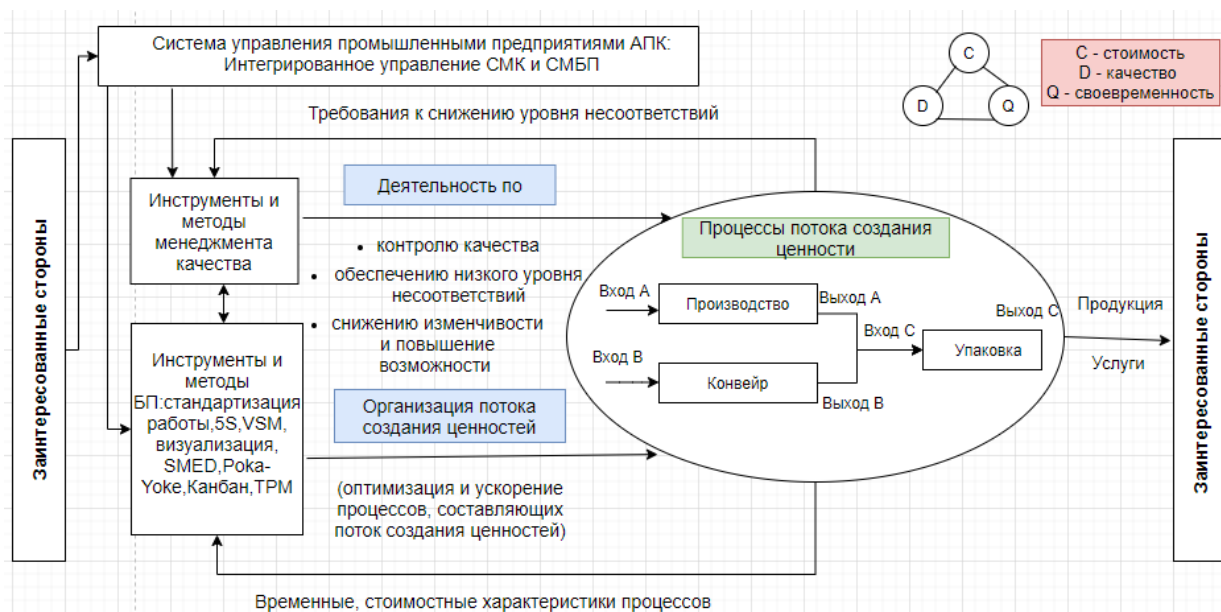 Система управления промышленными предприятиями АПК:
Интегрированное управление СМК и СМБП
C
D
Q
C - стоимость
D - качество
Q - своевременность
Требования к снижению уровня несоответствий
Заинтересованные стороны
Инструменты и
методы
менеджмента
качества
Деятельность по
контролю качества
обеспечению низкого уровня
несоответствий
снижению изменчивости
и повышение
возможности
Инструменты и
методы
БП:стандартизация
работы,5S,VSM,
визуализация,
SMED,Poka-
Yoke,Канбан,TPM
Организация потока
создания ценностей
(оптимизация и ускорение
процессов, составляющих
поток создания ценностей)
Процессы потока создания
ценности
Вход A
Производство
Выход A
Вход B
Конвейр
Выход B
Вход C
Упаковка
Выход C
Продукция
Услуги
Заинтересованные стороны
Временные, стоимостные характеристики процессов